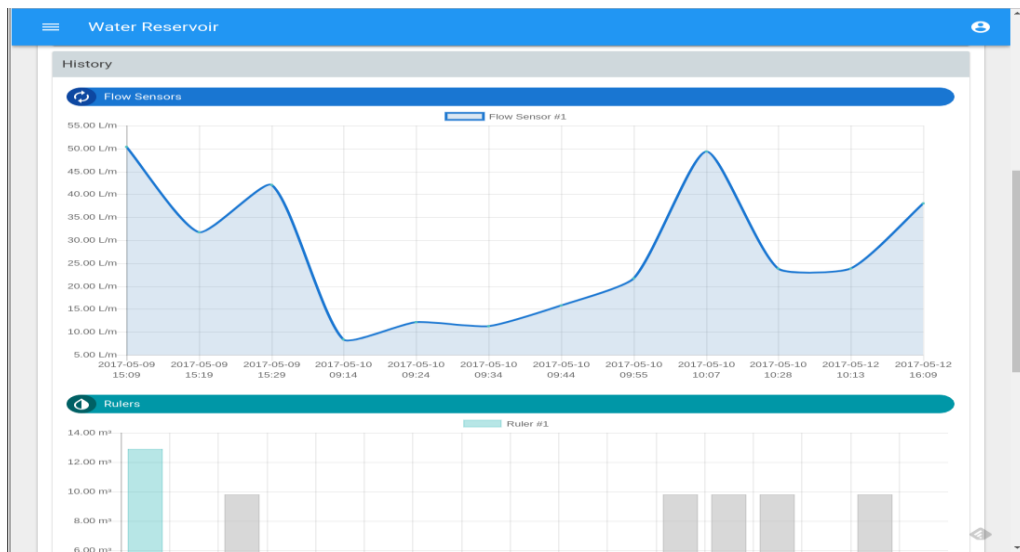 Water Reservoir
History
Flow Sensors
Flow Sensor #1
55.00 L/m
50.00 L/m
45.00 L/m
40.00 L/m
35.00 L/m
30.00 L/m
25.00 L/m
20.00 L/m
15.00 L/m
10.00 L/m
5.00 L/m
2017-05-09 2017-05-09 2017-05-09 2017-05-10 2017-05-10 2017-05-10 2017-05-10 2017-05-10 2017-05-10 2017-05-10 2017-05-12 2017-05-12
15:09 15:19 15:29 09:14 09:24 09:34 09:44 09:55 10:07 10:28 10:13 16:09
Rulers
Ruler #1
14.00 m³
12.00 m³
10.00 m³
8.00 m³
6.00 m³